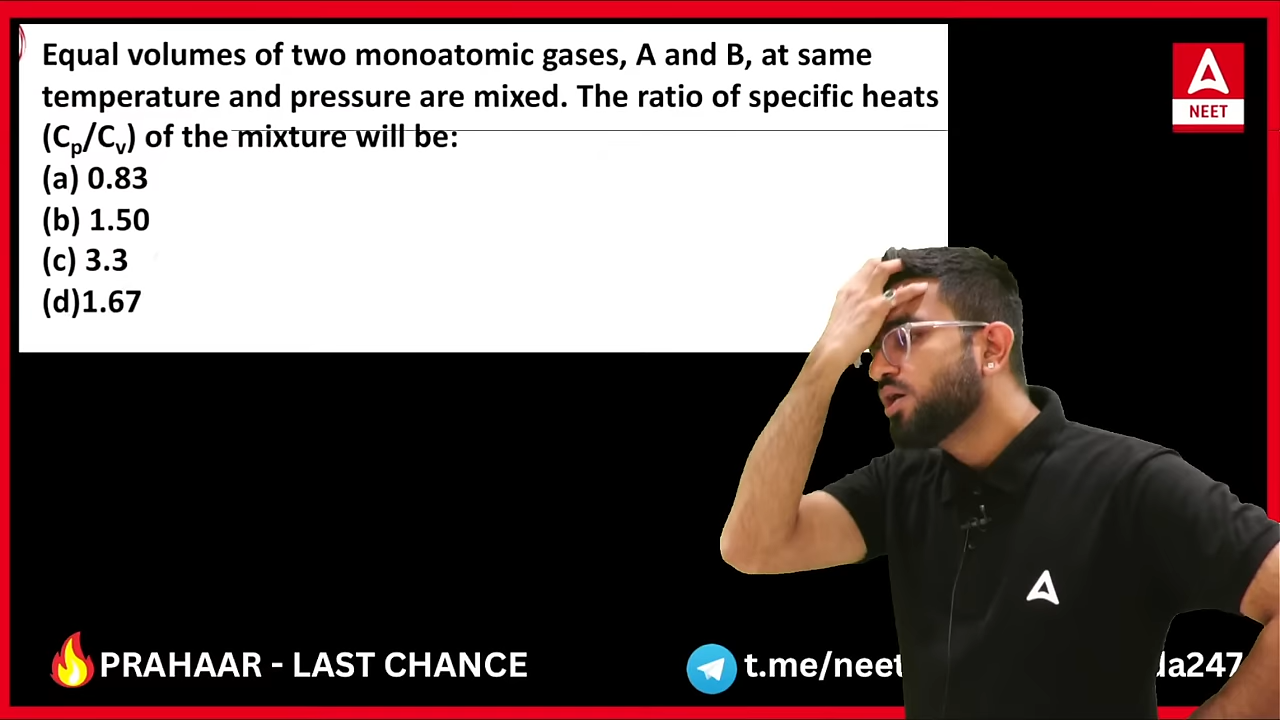 Equal volumes of two monoatomic gases, A and B, at same
temperature and pressure are mixed. The ratio of specific heats
(Cp/Cv) of the mixture will be:
(a) 0.83
(b) 1.50
(c) 3.3
(d)1.67
NEET
PRAHAAR - LAST CHANCE
t.me/neet